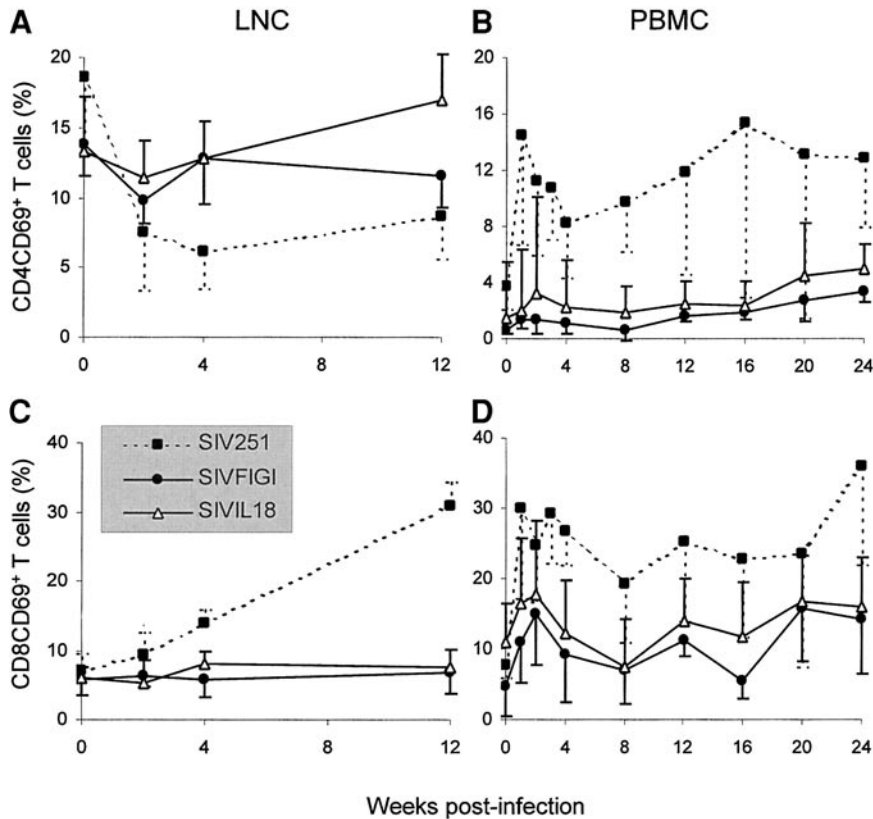 A LNC
B PBMC
CD4CD69+ T cells (%)
20
15
10
5
0
0 4 8 12
20
16
12
8
4
0
0 4 8 12 16 20 24
C
D
CD8CD69+ T cells (%)
40
30
20
10
0
SIV251
SIVFIGI
SIVIL18
0 4 8 12
40
30
20
10
0
0 4 8 12 16 20 24
Weeks post-infection